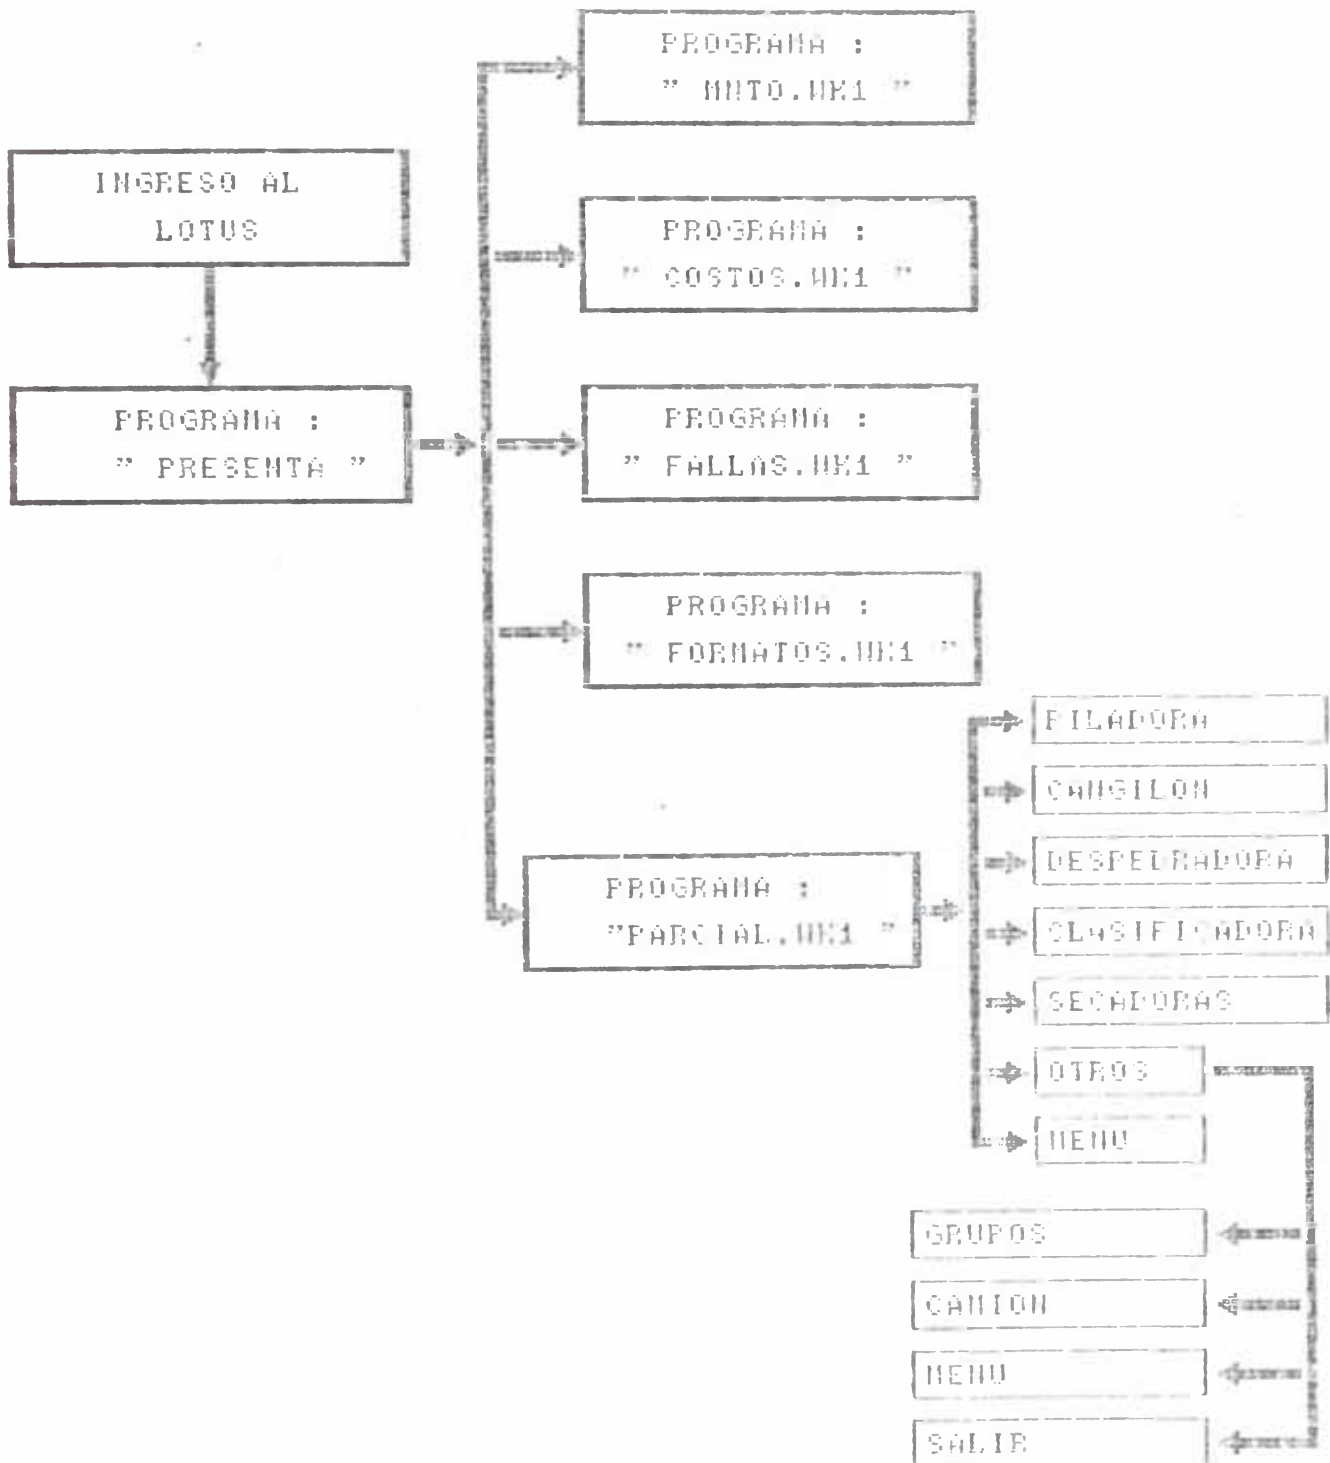 PROGRAMA :
" MNTO.WK1 "
INGRESO AL
LOTUS
PROGRAMA :
" COSTOS.WK1 "
PROGRAMA :
" PRESENTA "
PROGRAMA :
" FALLAS.WK1 "
PROGRAMA :
" FORMATOS.WK1 "
PROGRAMA :
"PARCIAL.WK1 "
PILADORA
CANGILON
DESPEDRADORA
CLASIFICADORA
SECADORAS
OTROS
MENU
GRUPOS
CAMION
MENU
SALIR